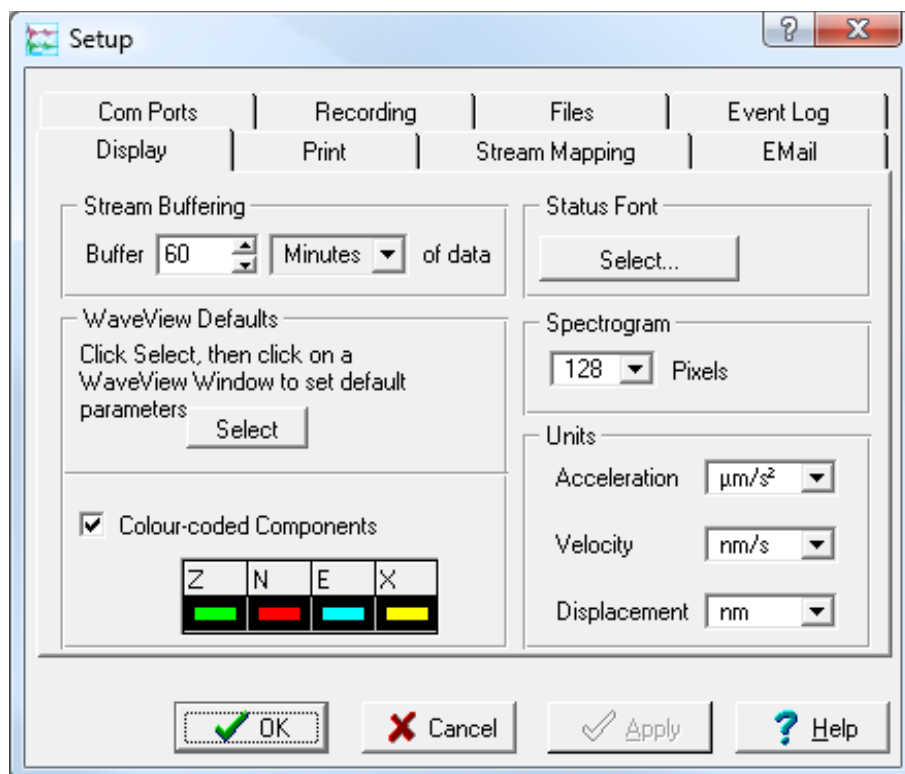 Setup
Com Ports Recording Files Event Log
Display Print Stream Mapping EMail
Stream Buffering
Buffer 60 Minutes of data
Status Font
Select...
WaveView Defaults
Click Select, then click on a
WaveView Window to set default
parameters
Select
Spectrogram
128 Pixels
Colour-coded Components
Z N E X
Units
Acceleration µm/s²
Velocity nm/s
Displacement nm
OK Cancel Apply Help